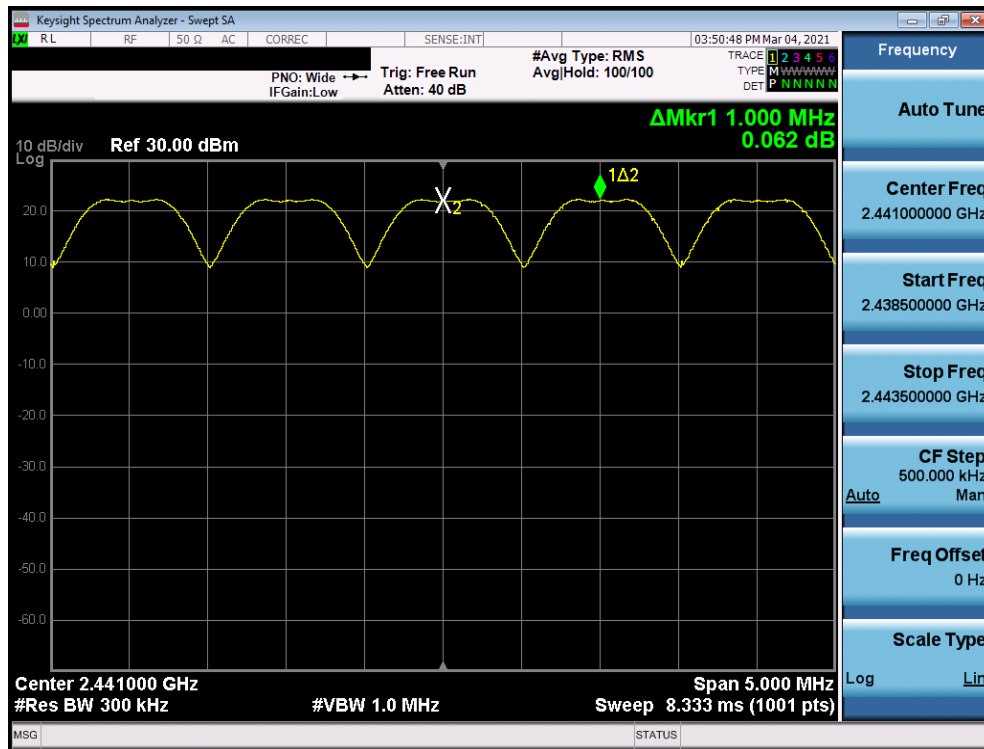 Keysight Spectrum Analyzer - Swept SA
LXI RL RF 50 Ω AC CORREC SENSE:INT 03:50:48 PM Mar 04, 2021
#Avg Type: RMS TRACE 1 2 3 4 5 6
PNO: Wide Trig: Free Run Avg|Hold: 100/100 TYPE M WWWWW
IFGain:Low Atten: 40 dB DET P N N N N N
ΔMkr1 1.000 MHz
0.062 dB
10 dB/div Ref 30.00 dBm
Log
1Δ2
X2
20.0
10.0
0.00
-10.0
-20.0
-30.0
-40.0
-50.0
-60.0
Center 2.441000 GHz Span 5.000 MHz
#Res BW 300 kHz #VBW 1.0 MHz Sweep 8.333 ms (1001 pts)
MSG STATUS
Frequency
Auto Tune
Center Freq
2.441000000 GHz
Start Freq
2.438500000 GHz
Stop Freq
2.443500000 GHz
CF Step
500.000 kHz
Auto Man
Freq Offset
0 Hz
Scale Type
Log Lin